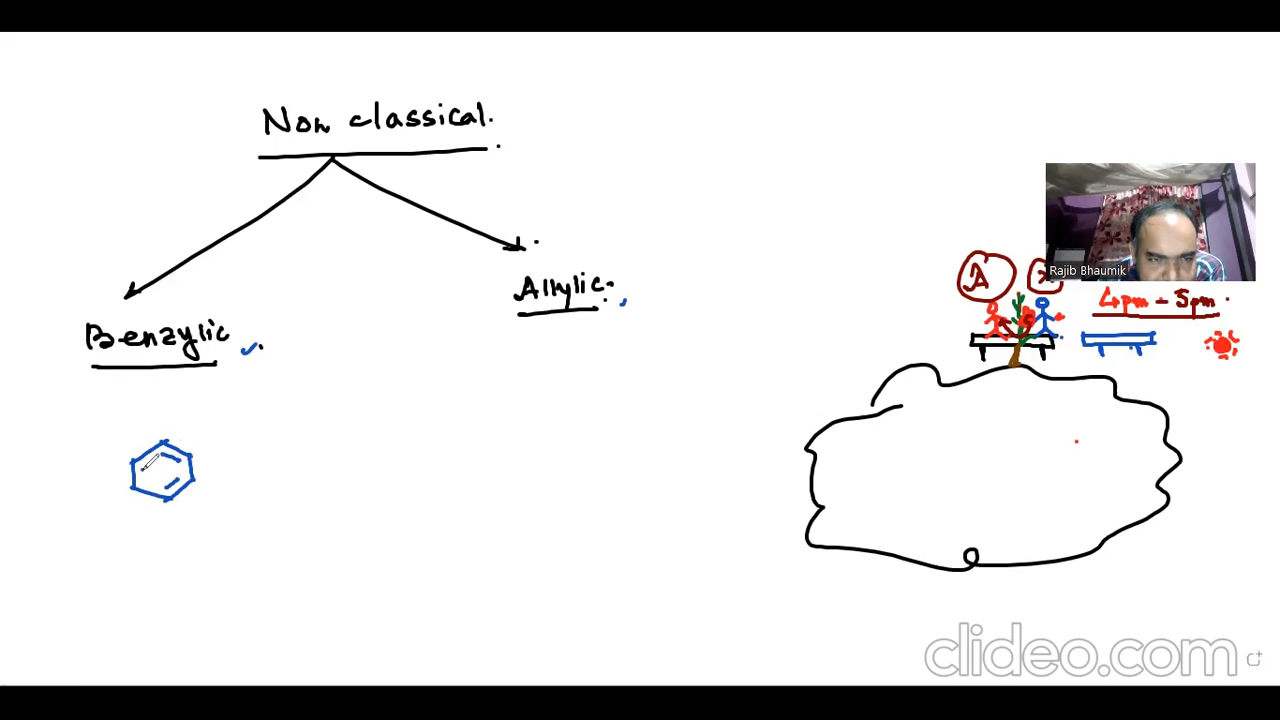 Non classical.
Allylic.
Benzylic
Rajib Bhaumik
A
4pm - 5pm
clideo.com